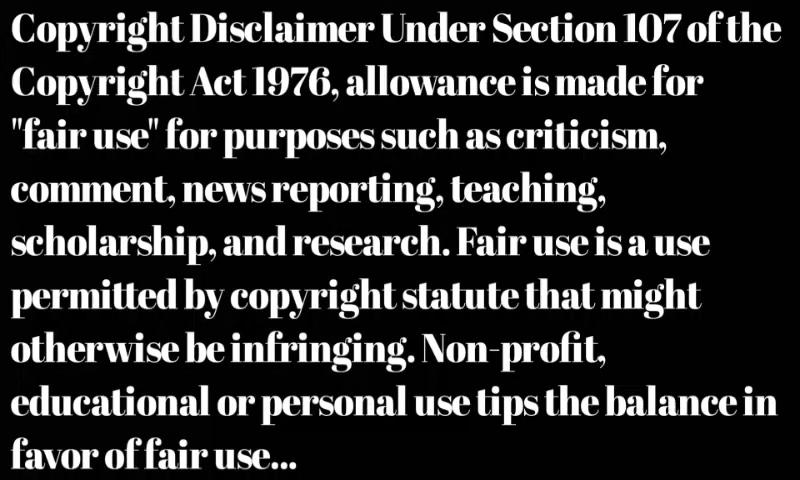 Copyright Disclaimer Under Section 107 of the
Copyright Act 1976, allowance is made for
"fair use" for purposes such as criticism,
comment, news reporting, teaching,
scholarship, and research. Fair use is a use
permitted by copyright statute that might
otherwise be infringing. Non-profit,
educational or personal use tips the balance in
favor of fair use...